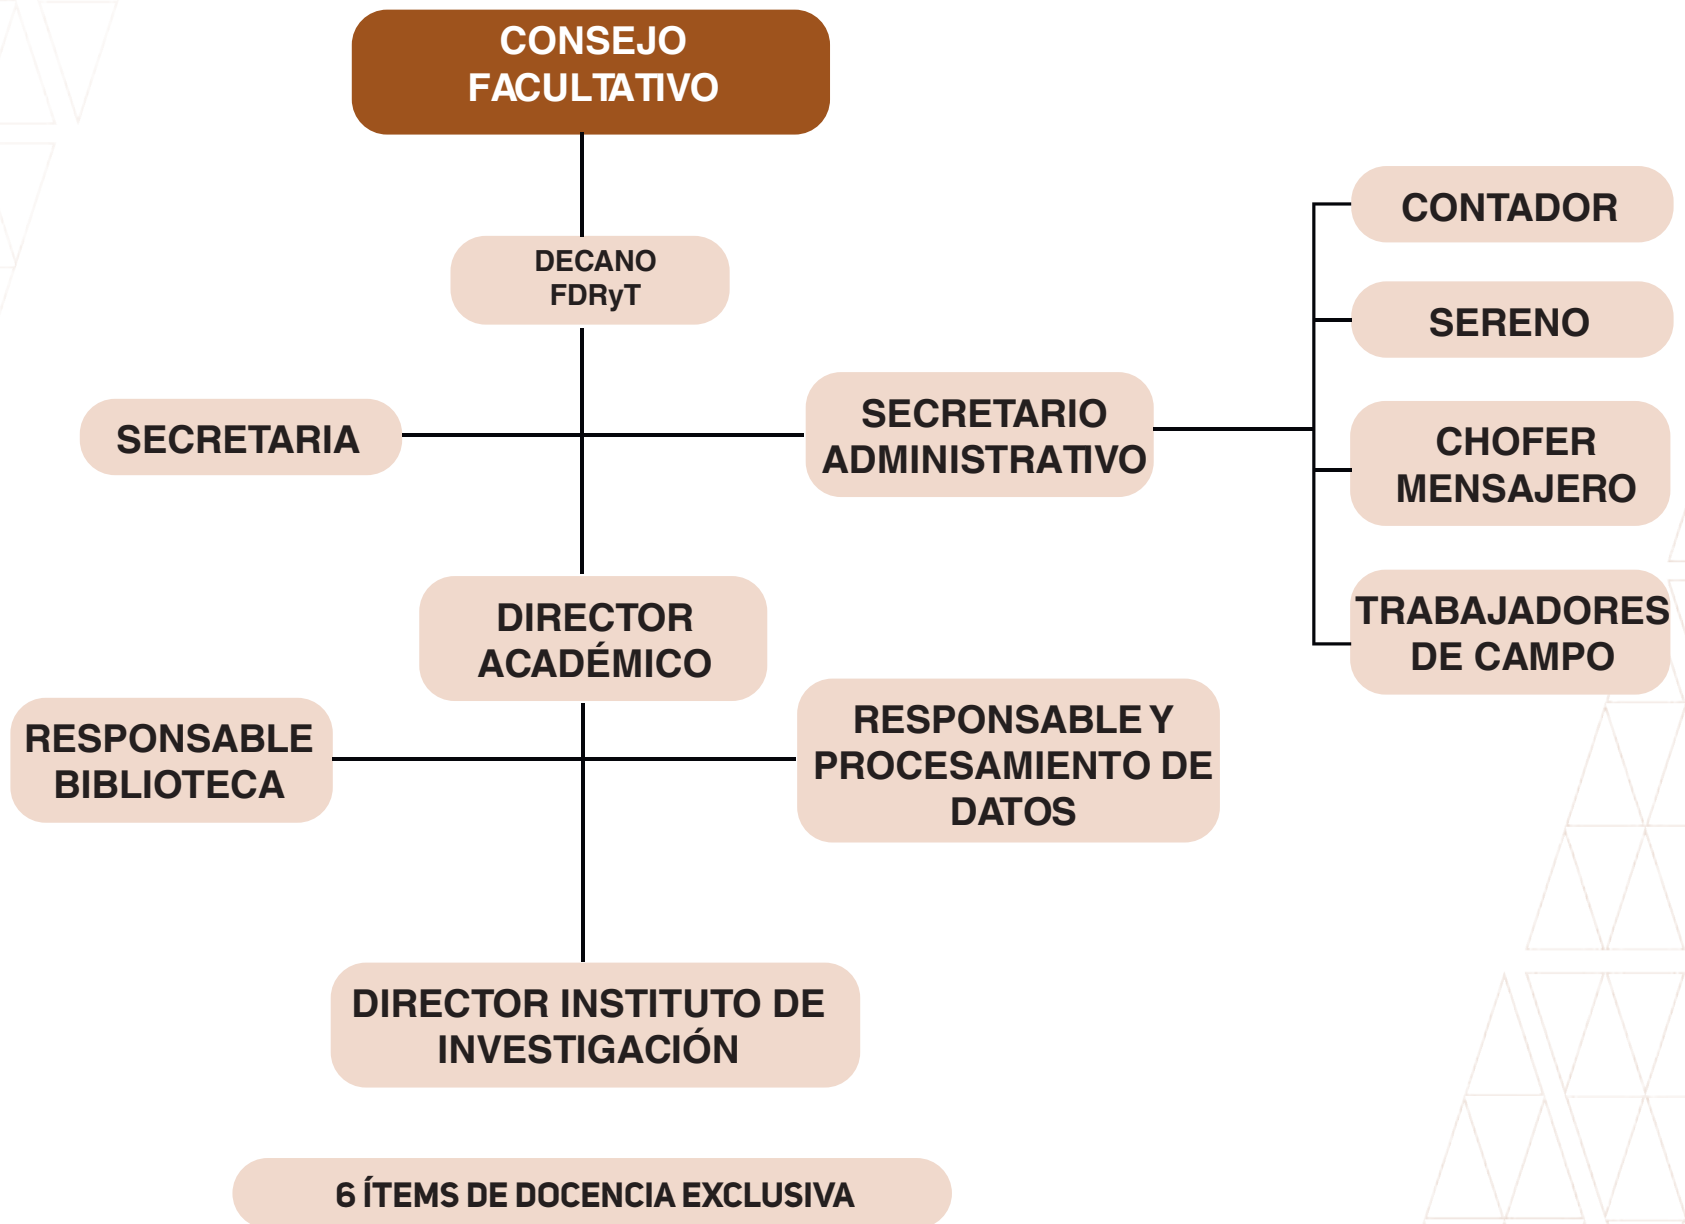 CONSEJO
FACULTATIVO
DECANO
FDRyT
SECRETARIA
SECRETARIO
ADMINISTRATIVO
CONTADOR
SERENO
CHOFER
MENSAJERO
TRABAJADORES
DE CAMPO
DIRECTOR
ACADÉMICO
RESPONSABLE
BIBLIOTECA
RESPONSABLE Y
PROCESAMIENTO DE
DATOS
DIRECTOR INSTITUTO DE
INVESTIGACIÓN
6 ÍTEMS DE DOCENCIA EXCLUSIVA